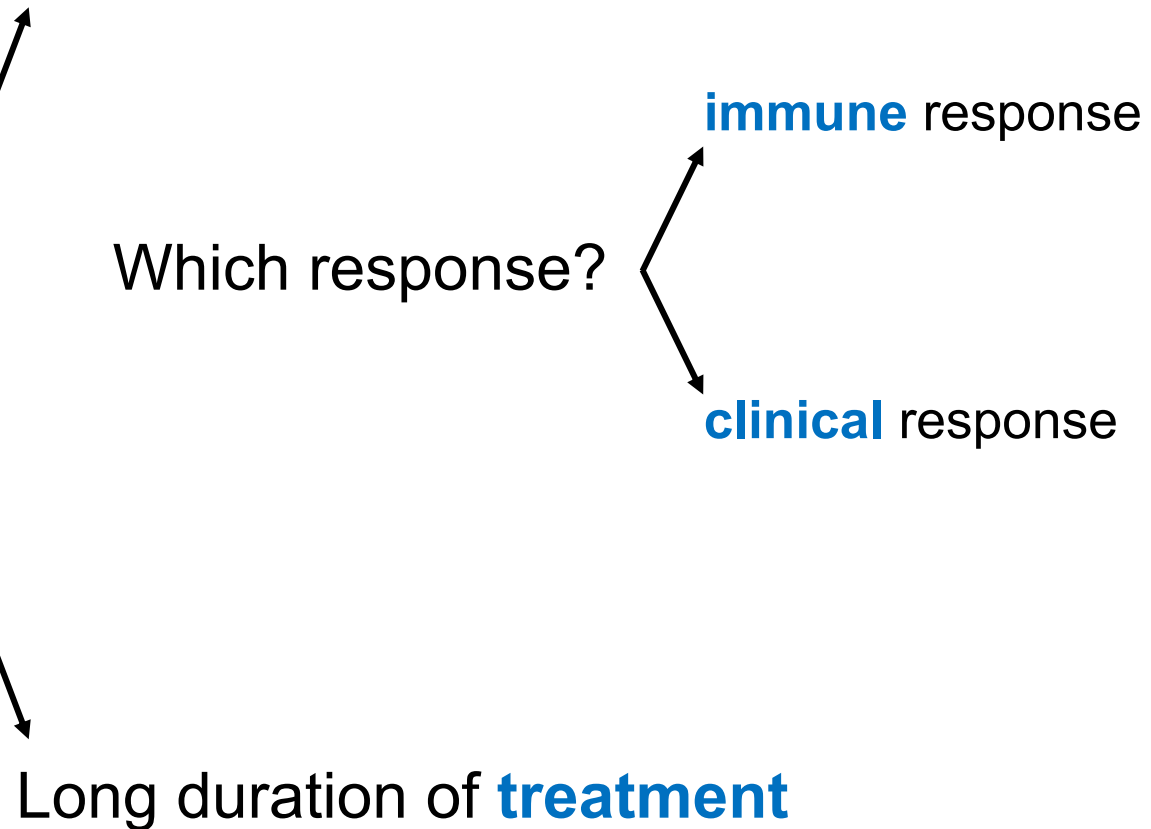 immune response
Which response?
clinical response
Long duration of treatment